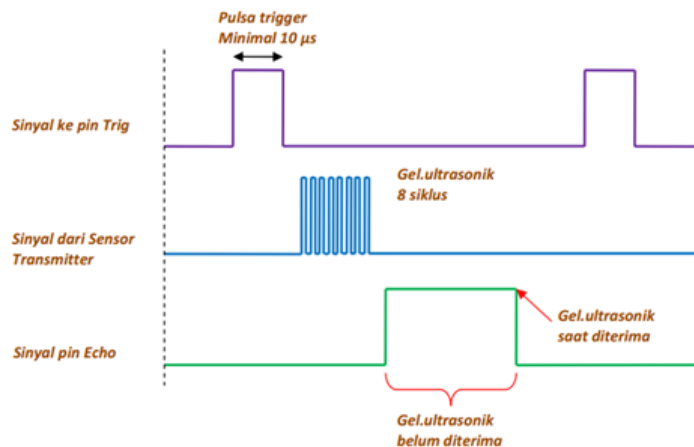 Pulsa trigger
Minimal 10 µs
Sinyal ke pin Trig
Gel.ultrasonik
8 siklus
Sinyal dari Sensor
Transmitter
Gel.ultrasonik
saat diterima
Sinyal pin Echo
Gel.ultrasonik
belum diterima